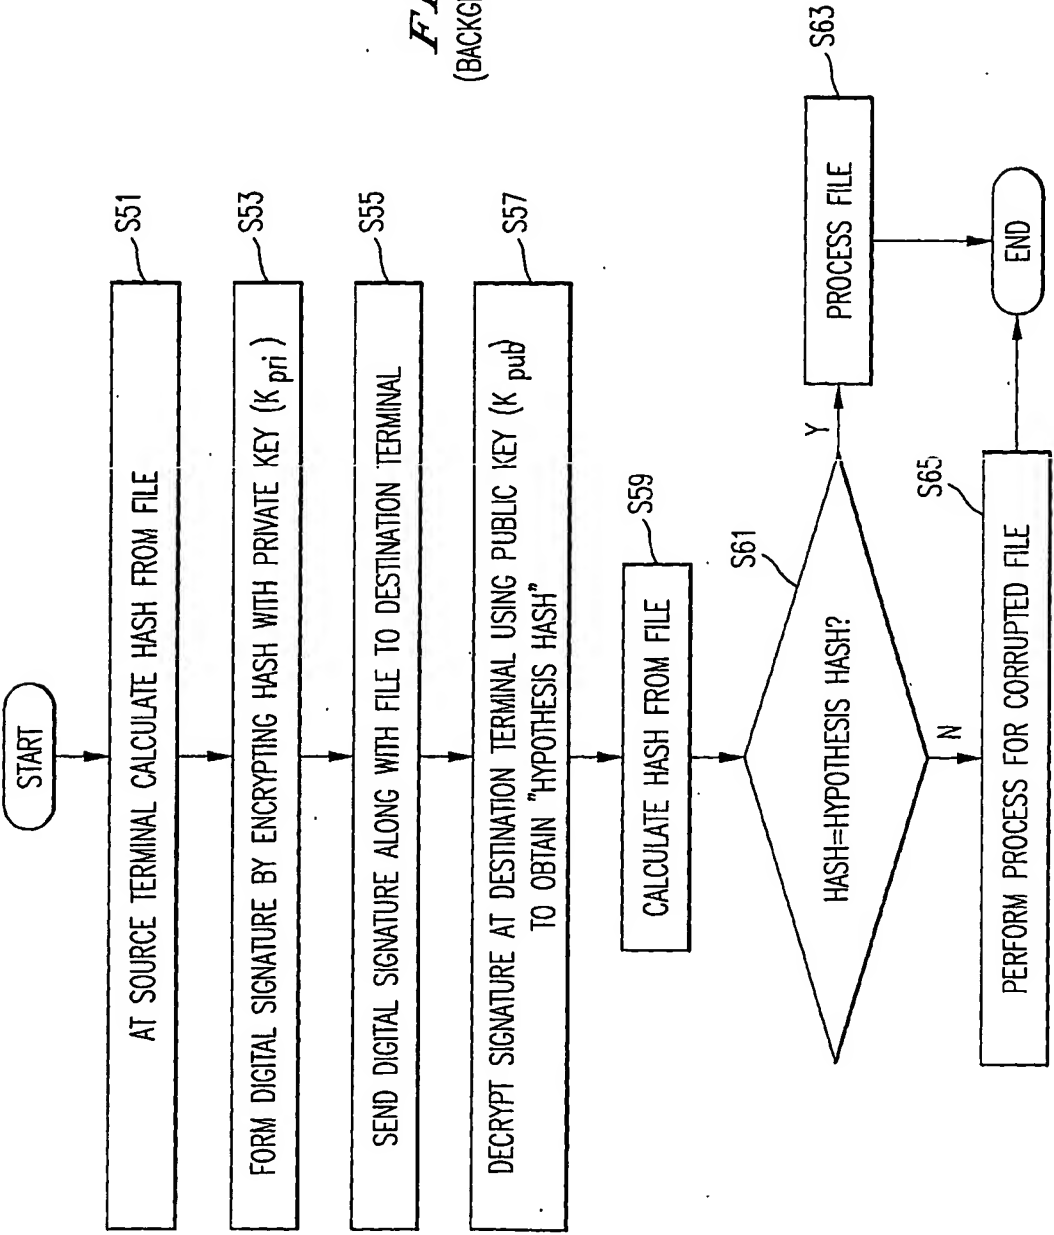 START
AT SOURCE TERMINAL CALCULATE HASH FROM FILE
S51
FORM DIGITAL SIGNATURE BY ENCRYPTING HASH WITH PRIVATE KEY (K pri )
S53
SEND DIGITAL SIGNATURE ALONG WITH FILE TO DESTINATION TERMINAL
S55
DECRYPT SIGNATURE AT DESTINATION TERMINAL USING PUBLIC KEY (K pub)
TO OBTAIN "HYPOTHESIS HASH"
S57
CALCULATE HASH FROM FILE
S59
HASH=HYPOTHESIS HASH?
S61
Y
PROCESS FILE
S63
N
PERFORM PROCESS FOR CORRUPTED FILE
S65
END